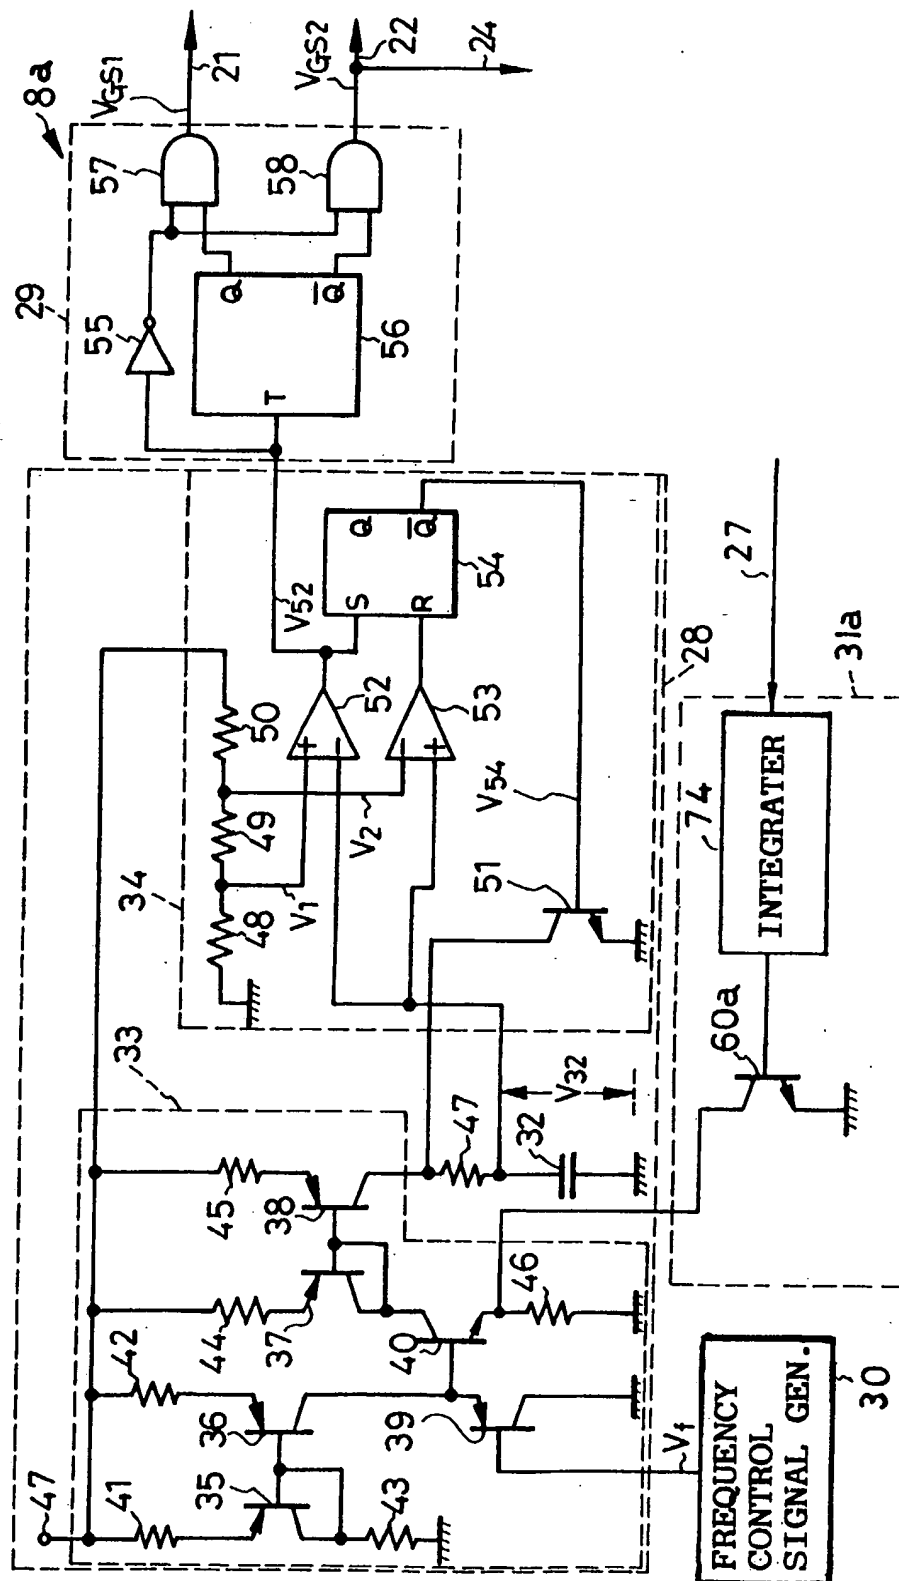 8a
VGS1
21
VGS2
22
24
29
57
58
55
Q
Q
56
T
28
V52
Q
Q
54
S
R
50
52
53
49
V2
V54
34
48
V1
51
27
31a
74
INTEGRATER
60a
33
V32
47
32
45
38
44
37
46
42
40
36
39
47
41
35
43
Vf
30
FREQUENCY
CONTROL
SIGNAL GEN.